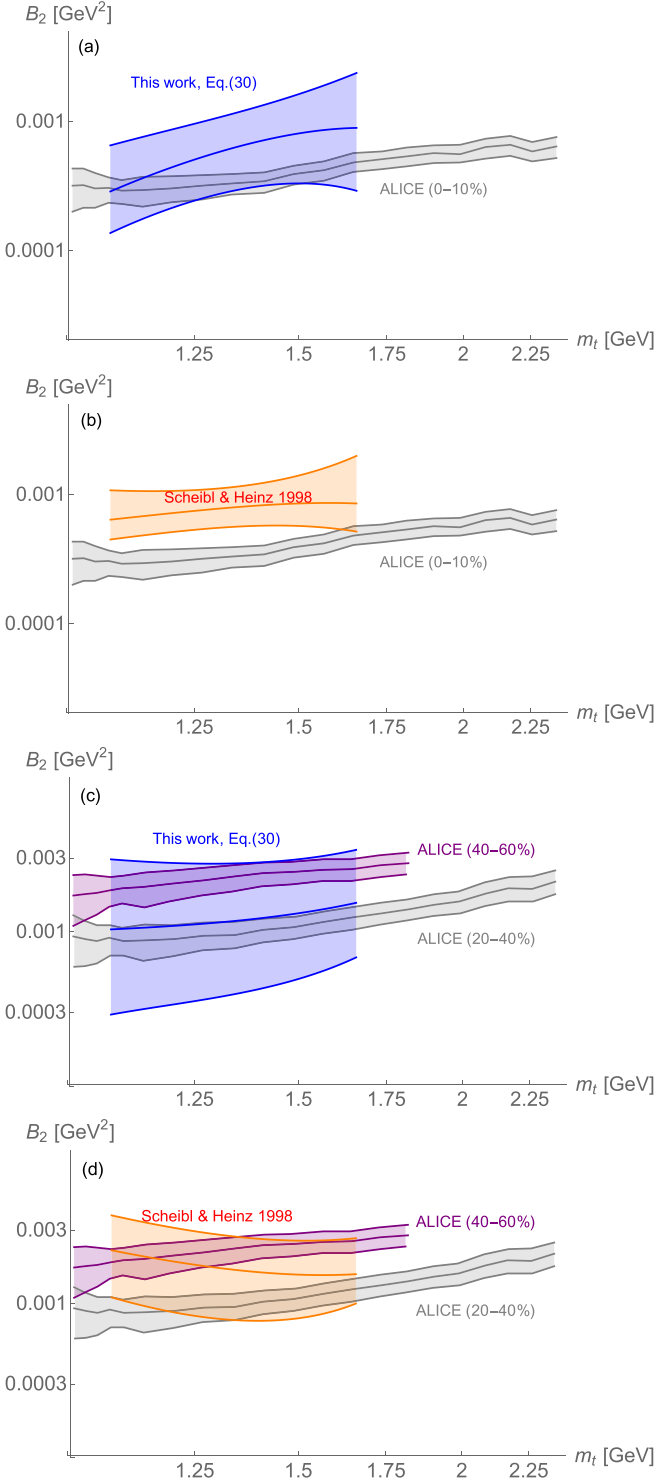 B₂ [GeV²]
(a)
This work, Eq.(30)
0.001
ALICE (0–10%)
0.0001
1.25 1.5 1.75 2 2.25 mₜ [GeV]
B₂ [GeV²]
(b)
0.001
Scheibl & Heinz 1998
ALICE (0–10%)
0.0001
1.25 1.5 1.75 2 2.25 mₜ [GeV]
B₂ [GeV²]
(c)
This work, Eq.(30)
0.003
ALICE (40–60%)
0.001
ALICE (20–40%)
0.0003
1.25 1.5 1.75 2 2.25 mₜ [GeV]
B₂ [GeV²]
(d)
Scheibl & Heinz 1998
ALICE (40–60%)
0.003
0.001
ALICE (20–40%)
0.0003
1.25 1.5 1.75 2 2.25 mₜ [GeV]